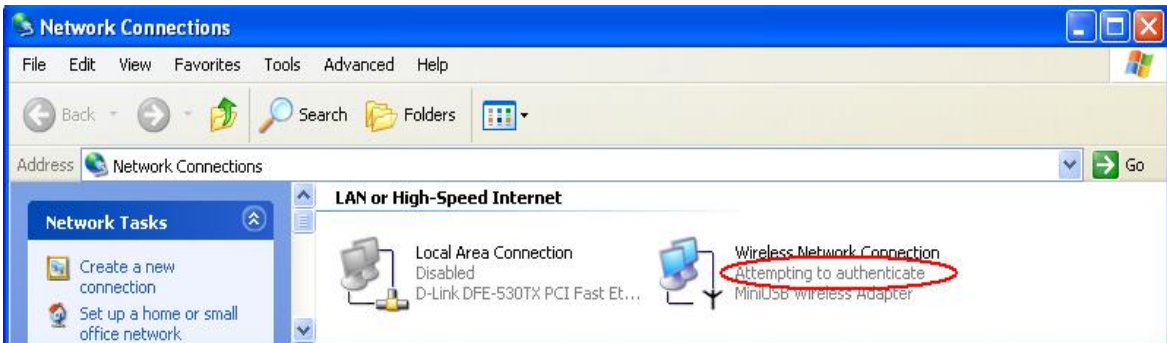 Network Connections
File Edit View Favorites Tools Advanced Help
Back Search Folders
Address Network Connections Go
LAN or High-Speed Internet
Network Tasks
Create a new
connection
Set up a home or small
office network
Local Area Connection
Disabled
D-Link DFE-530TX PCI Fast Et...
Wireless Network Connection
Attempting to authenticate
MiniUSB Wireless Adapter